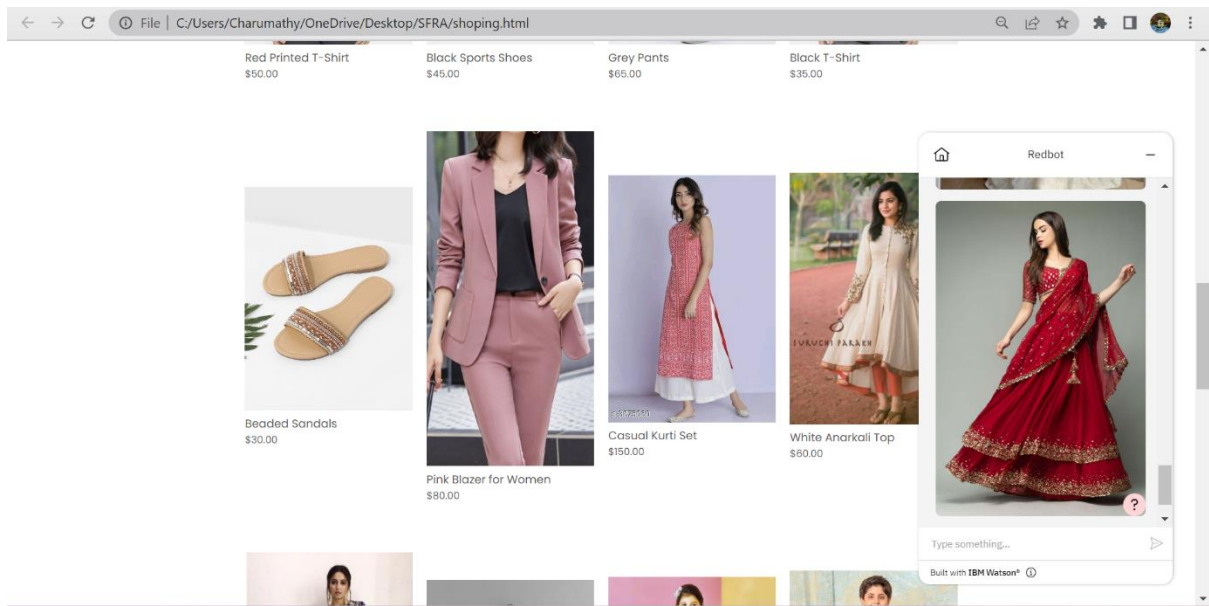 File | C:/Users/Charumathy/OneDrive/Desktop/SFRA/shoping.html
Red Printed T-Shirt
$50.00
Black Sports Shoes
$45.00
Grey Pants
$65.00
Black T-Shirt
$35.00
Beaded Sandals
$30.00
Pink Blazer for Women
$80.00
Casual Kurti Set
$150.00
SURUCHI PARAKH
White Anarkali Top
$60.00
Redbot
?
Type something...
Built with IBM Watson®